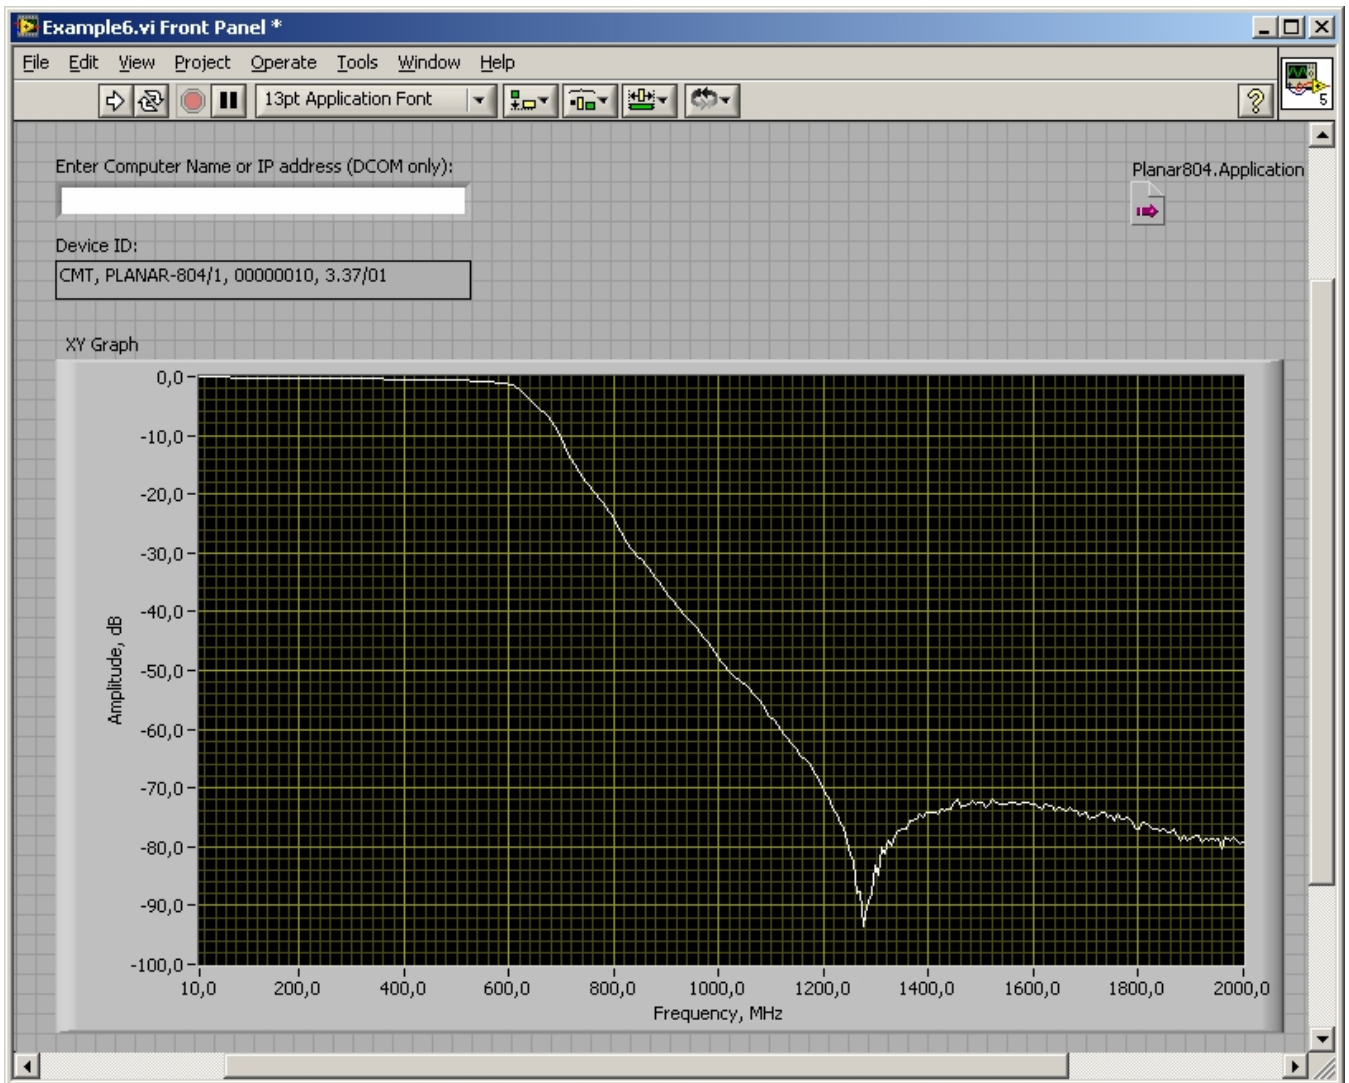 Example6.vi Front Panel *
File Edit View Project Operate Tools Window Help
13pt Application Font
5
Enter Computer Name or IP address (DCOM only):
Planar804.Application
Device ID:
CMT, PLANAR-804/1, 00000010, 3.37/01
XY Graph
0,0
-10,0
-20,0
-30,0
-40,0
-50,0
-60,0
-70,0
-80,0
-90,0
-100,0
Amplitude, dB
10,0 200,0 400,0 600,0 800,0 1000,0 1200,0 1400,0 1600,0 1800,0 2000,0
Frequency, MHz